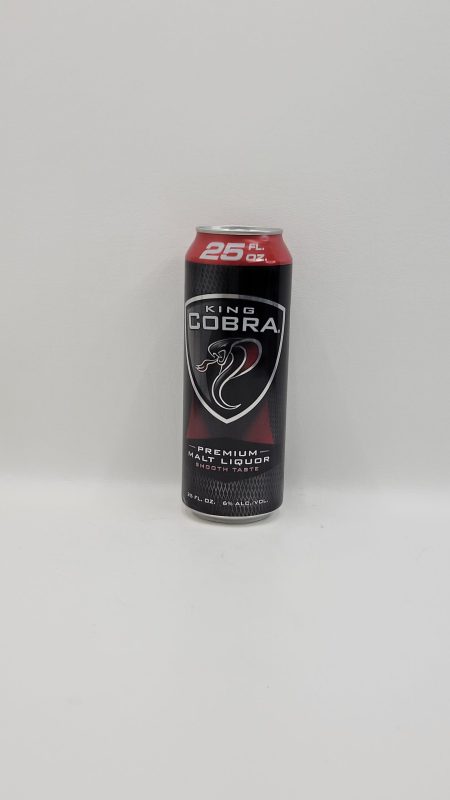 25 FL.
OZ.
KING
COBRA
PREMIUM
MALT LIQUOR
SMOOTH TASTE
25 FL. OZ. 6% ALC./VOL.